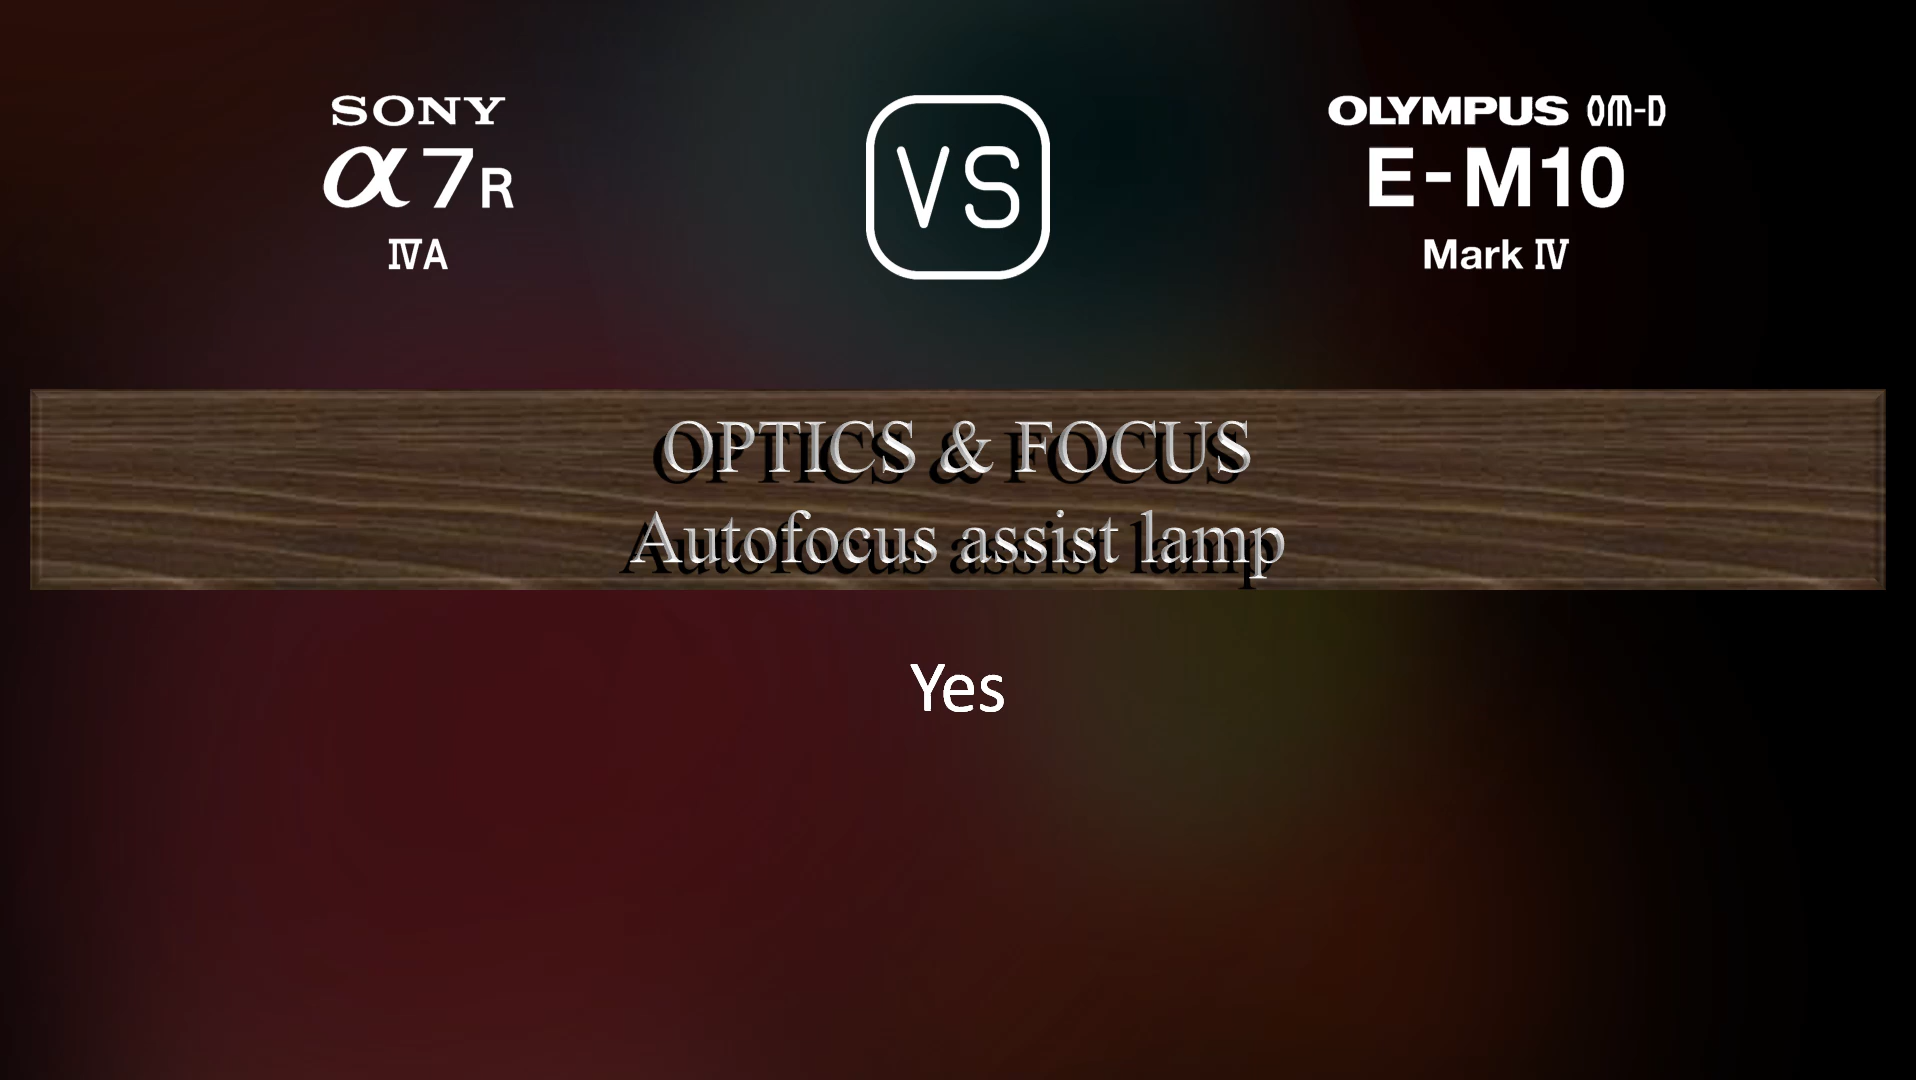 SONY
α7R
IVA
VS
OLYMPUS OM-D
E-M10
Mark IV
OPTICS & FOCUS
Autofocus assist lamp
Yes